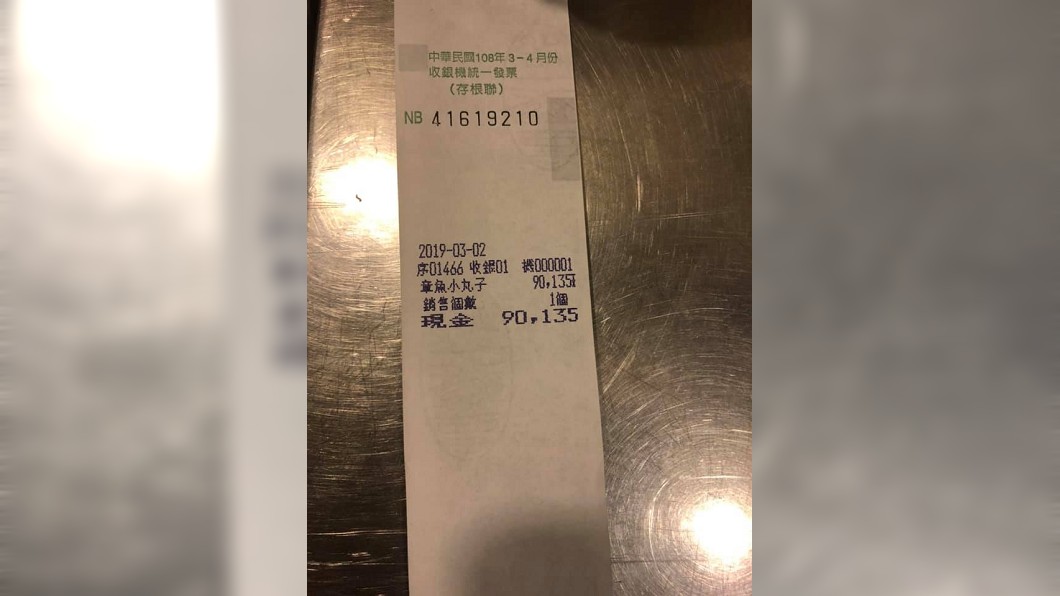 中華民國108年3-4月份
收銀機統一發票
(存根聯)
NB 41619210
2019-03-02
序01466 收銀01 機000001
章魚小丸子 90,135
銷售個數 1個
現金 90,135